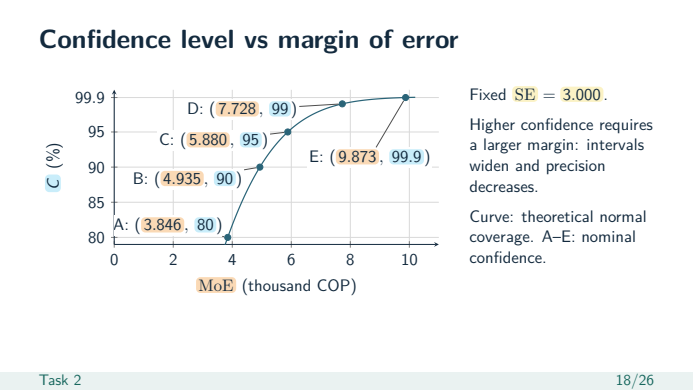 Confidence level vs margin of error
99.9
95
90
85
80
C (%)
D: (7.728, 99)
C: (5.880, 95)
E: (9.873, 99.9)
B: (4.935, 90)
A: (3.846, 80)
0 2 4 6 8 10
MoE (thousand COP)
Fixed SE = 3.000.
Higher confidence requires
a larger margin: intervals
widen and precision
decreases.
Curve: theoretical normal
coverage. A–E: nominal
confidence.
Task 2
18/26